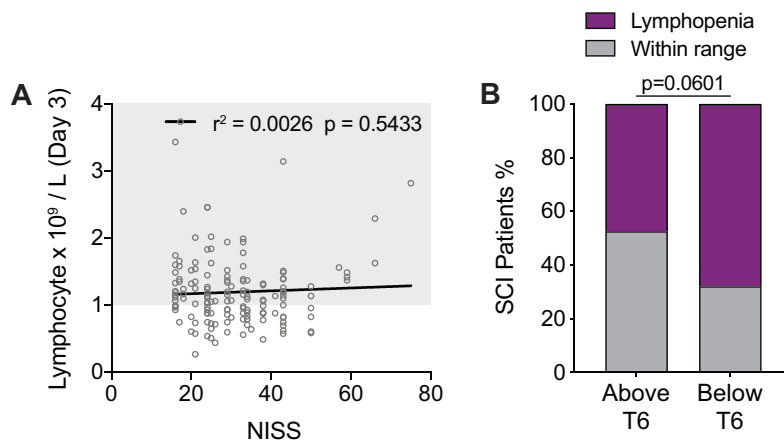 Lymphopenia
Within range
A
r² = 0.0026 p = 0.5433
Lymphocyte x 10⁹ / L (Day 3)
4
3
2
1
0
0 20 40 60 80
NISS
B
p=0.0601
SCI Patients %
100
80
60
40
20
0
Above T6
Below T6